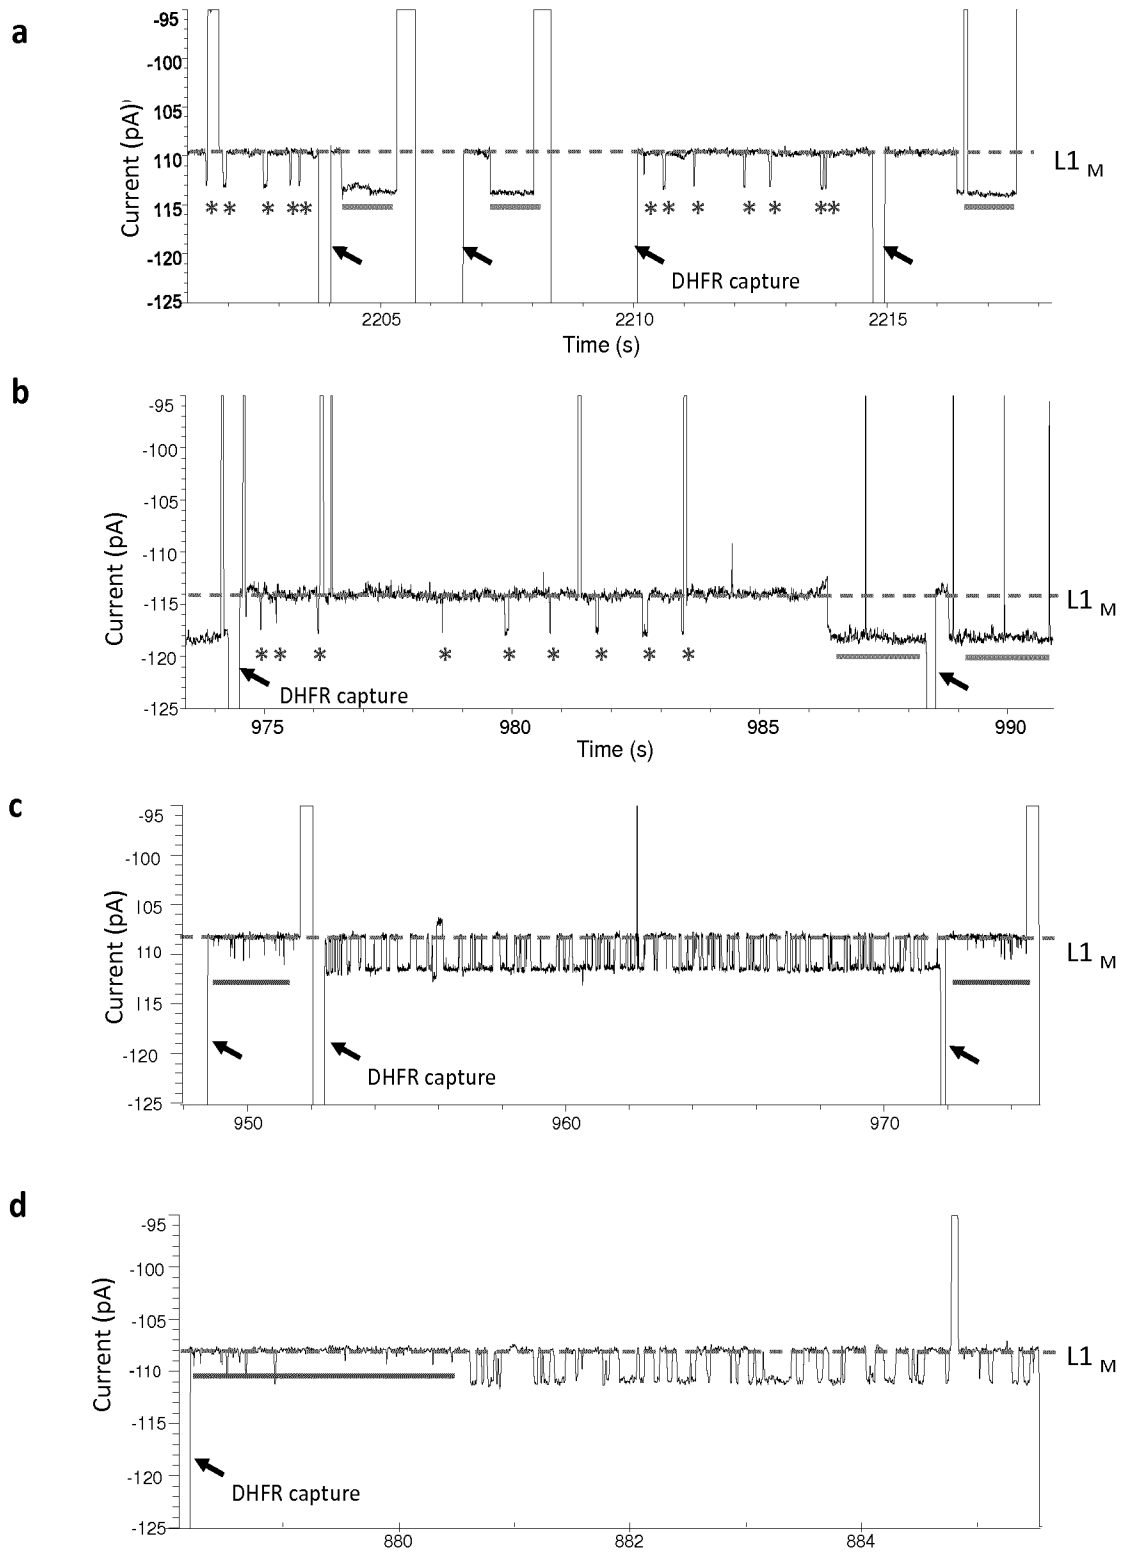 a
-95
-100
105
110
115
-120
-125
Currrent (pA)
L1 M
* * * * * * * * * * * *
DHFR capture
2205 2210 2215
Time (s)
b
-95
-100
-105
-110
-115
-120
-125
Current (pA)
L1 M
* * * * * * * * *
DHFR capture
975 980 985 990
Time (s)
c
-95
-100
105
110
115
-120
-125
Current (pA)
L1 M
DHFR capture
950 960 970
d
-95
-100
-105
-110
-115
-120
-125
Current (pA)
L1 M
DHFR capture
880 882 884